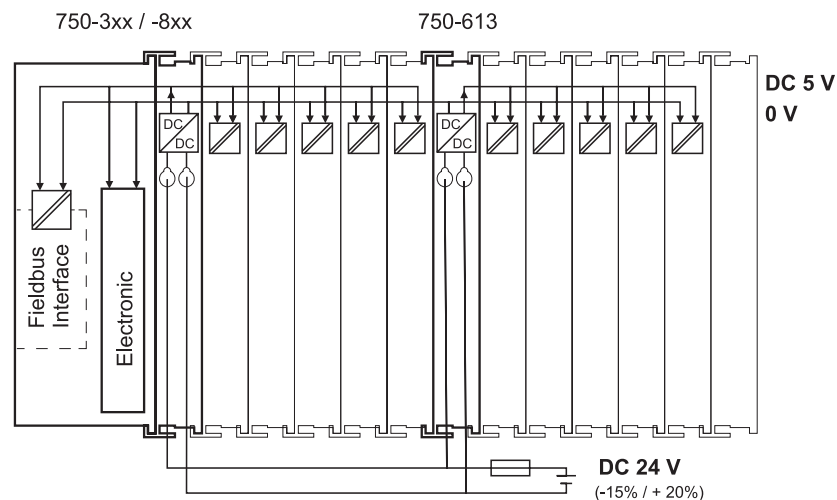 750-3xx / -8xx
750-613
DC 5 V
0 V
DC
DC
DC
DC
Fieldbus
Interface
Electronic
DC 24 V
(-15% / + 20%)